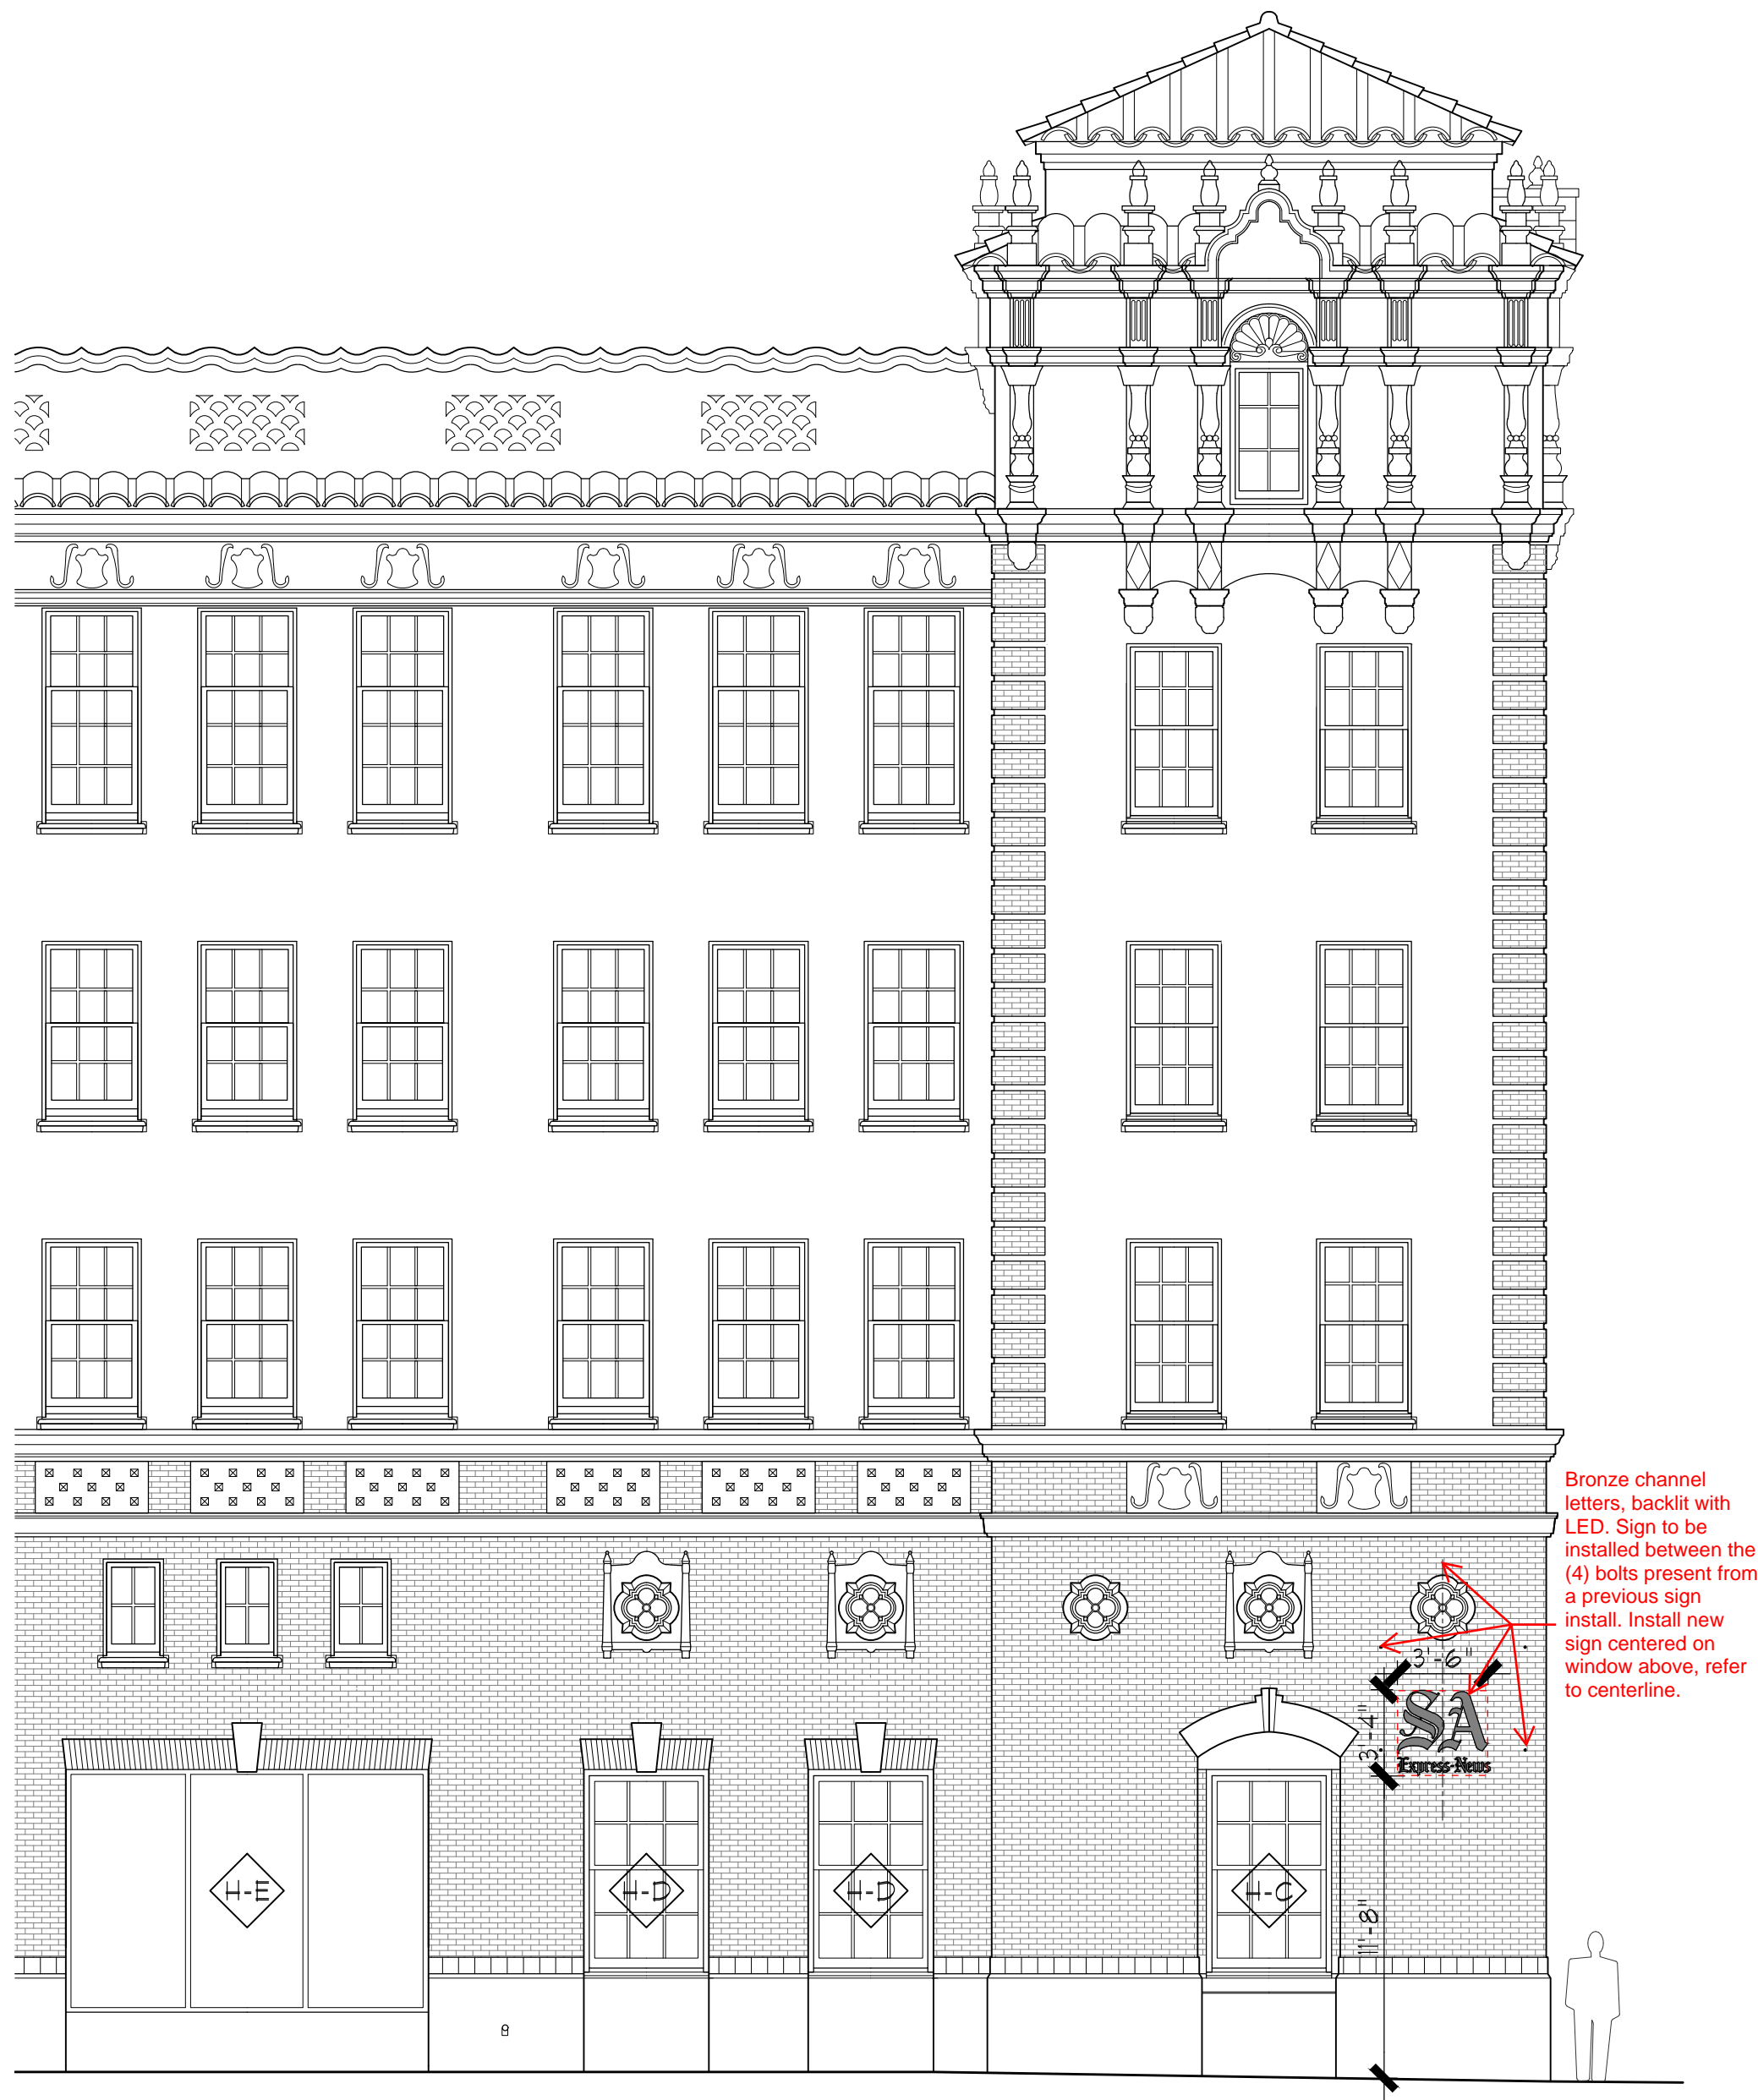 Bronze channel
letters, backlit with
LED. Sign to be
installed between the
(4) bolts present from
a previous sign
install. Install new
sign centered on
window above, refer
to centerline.
3'-6"
3'-4"
SA
Express-News
11'-8"
H-E
H-D
H-D
H-C